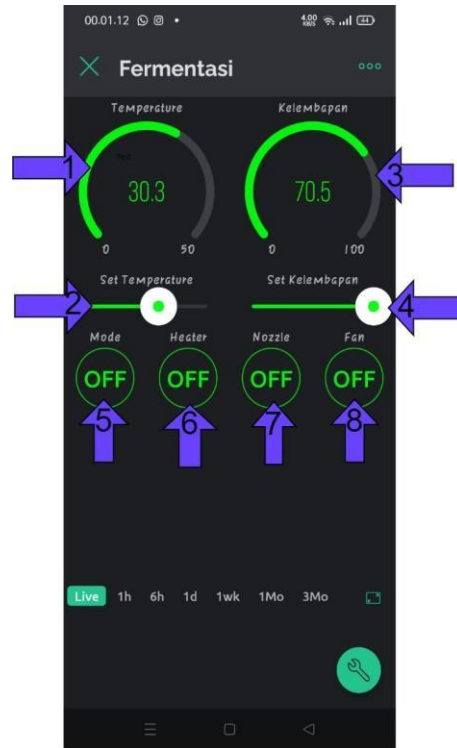 00.01.12 4.00 KB/S 44
Fermentasi
Temperature Kelembapan
1 3
30.3 70.5
0 50 0 100
Set Temperature Set Kelembapan
2 4
Mode Heater Nozzle Fan
OFF OFF OFF OFF
5 6 7 8
Live 1h 6h 1d 1wk 1Mo 3Mo